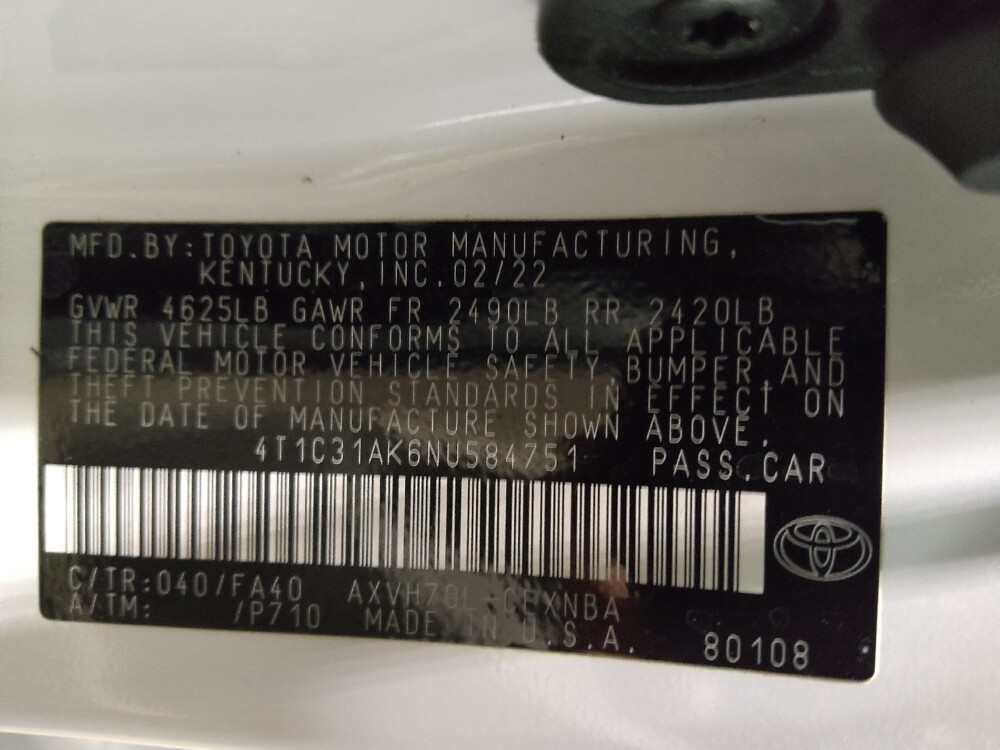 MFD.BY:TOYOTA MOTOR MANUFACTURING,
KENTUCKY,INC.02/22
GVWR 4625LB GAWR FR 2490LB RR 2420LB
THIS VEHICLE CONFORMS TO ALL APPLICABLE
FEDERAL MOTOR VEHICLE SAFETY,BUMPER,AND
THEFT PREVENTION STANDARDS IN EFFECT ON
THE DATE OF MANUFACTURE SHOWN ABOVE.
4T1C31AK6NU584751 PASS.CAR
C/TR:040/FA40 AXVH70L-CEXNBA
A/TM: /P710 MADE IN U.S.A. 80108